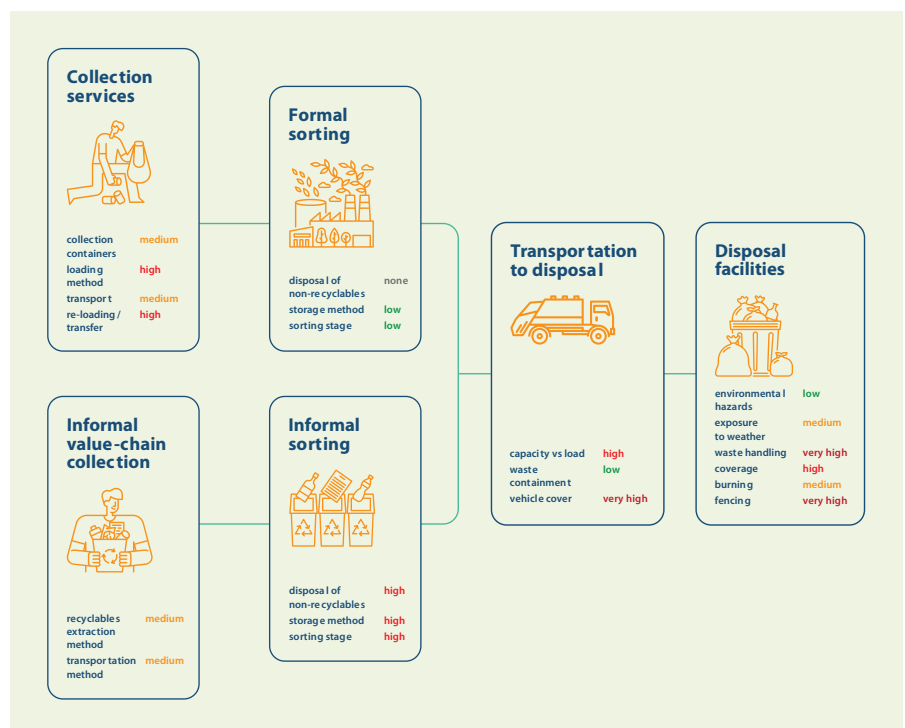 Collection
services
collection medium
containers
loading high
method
transport medium
re-loading / high
transfer
Formal
sorting
disposal of none
non-recyclables
storage method low
sorting stage low
Informal
value-chain
collection
recyclables medium
extraction
method
transportation medium
method
Informal
sorting
disposal of high
non-recyclables
storage method high
sorting stage high
Transportation
to disposal
capacity vs load high
waste low
containment
vehicle cover very high
Disposal
facilities
environmental low
hazards
exposure medium
to weather
waste handling very high
coverage high
burning medium
fencing very high